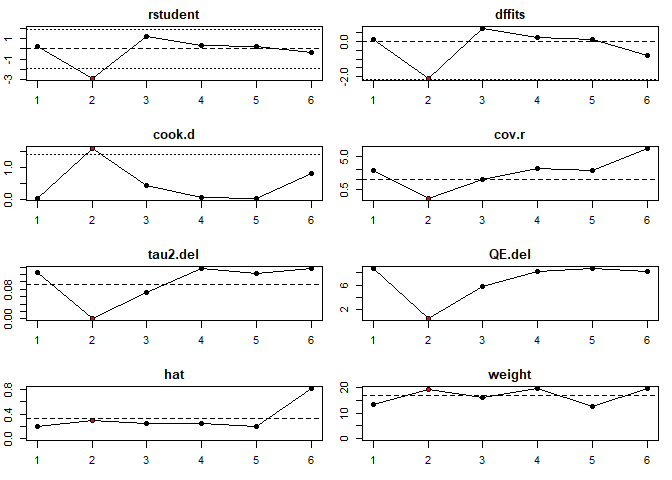 rstudent
1
-1
-3
1 2 3 4 5 6
dffits
0.0
-2.0
1 2 3 4 5 6
cook.d
1.0
0.0
1 2 3 4 5 6
cov.r
5.0
0.5
1 2 3 4 5 6
tau2.del
0.08
0.00
1 2 3 4 5 6
QE.del
6
2
1 2 3 4 5 6
hat
0.8
0.4
0.0
1 2 3 4 5 6
weight
20
10
0
1 2 3 4 5 6